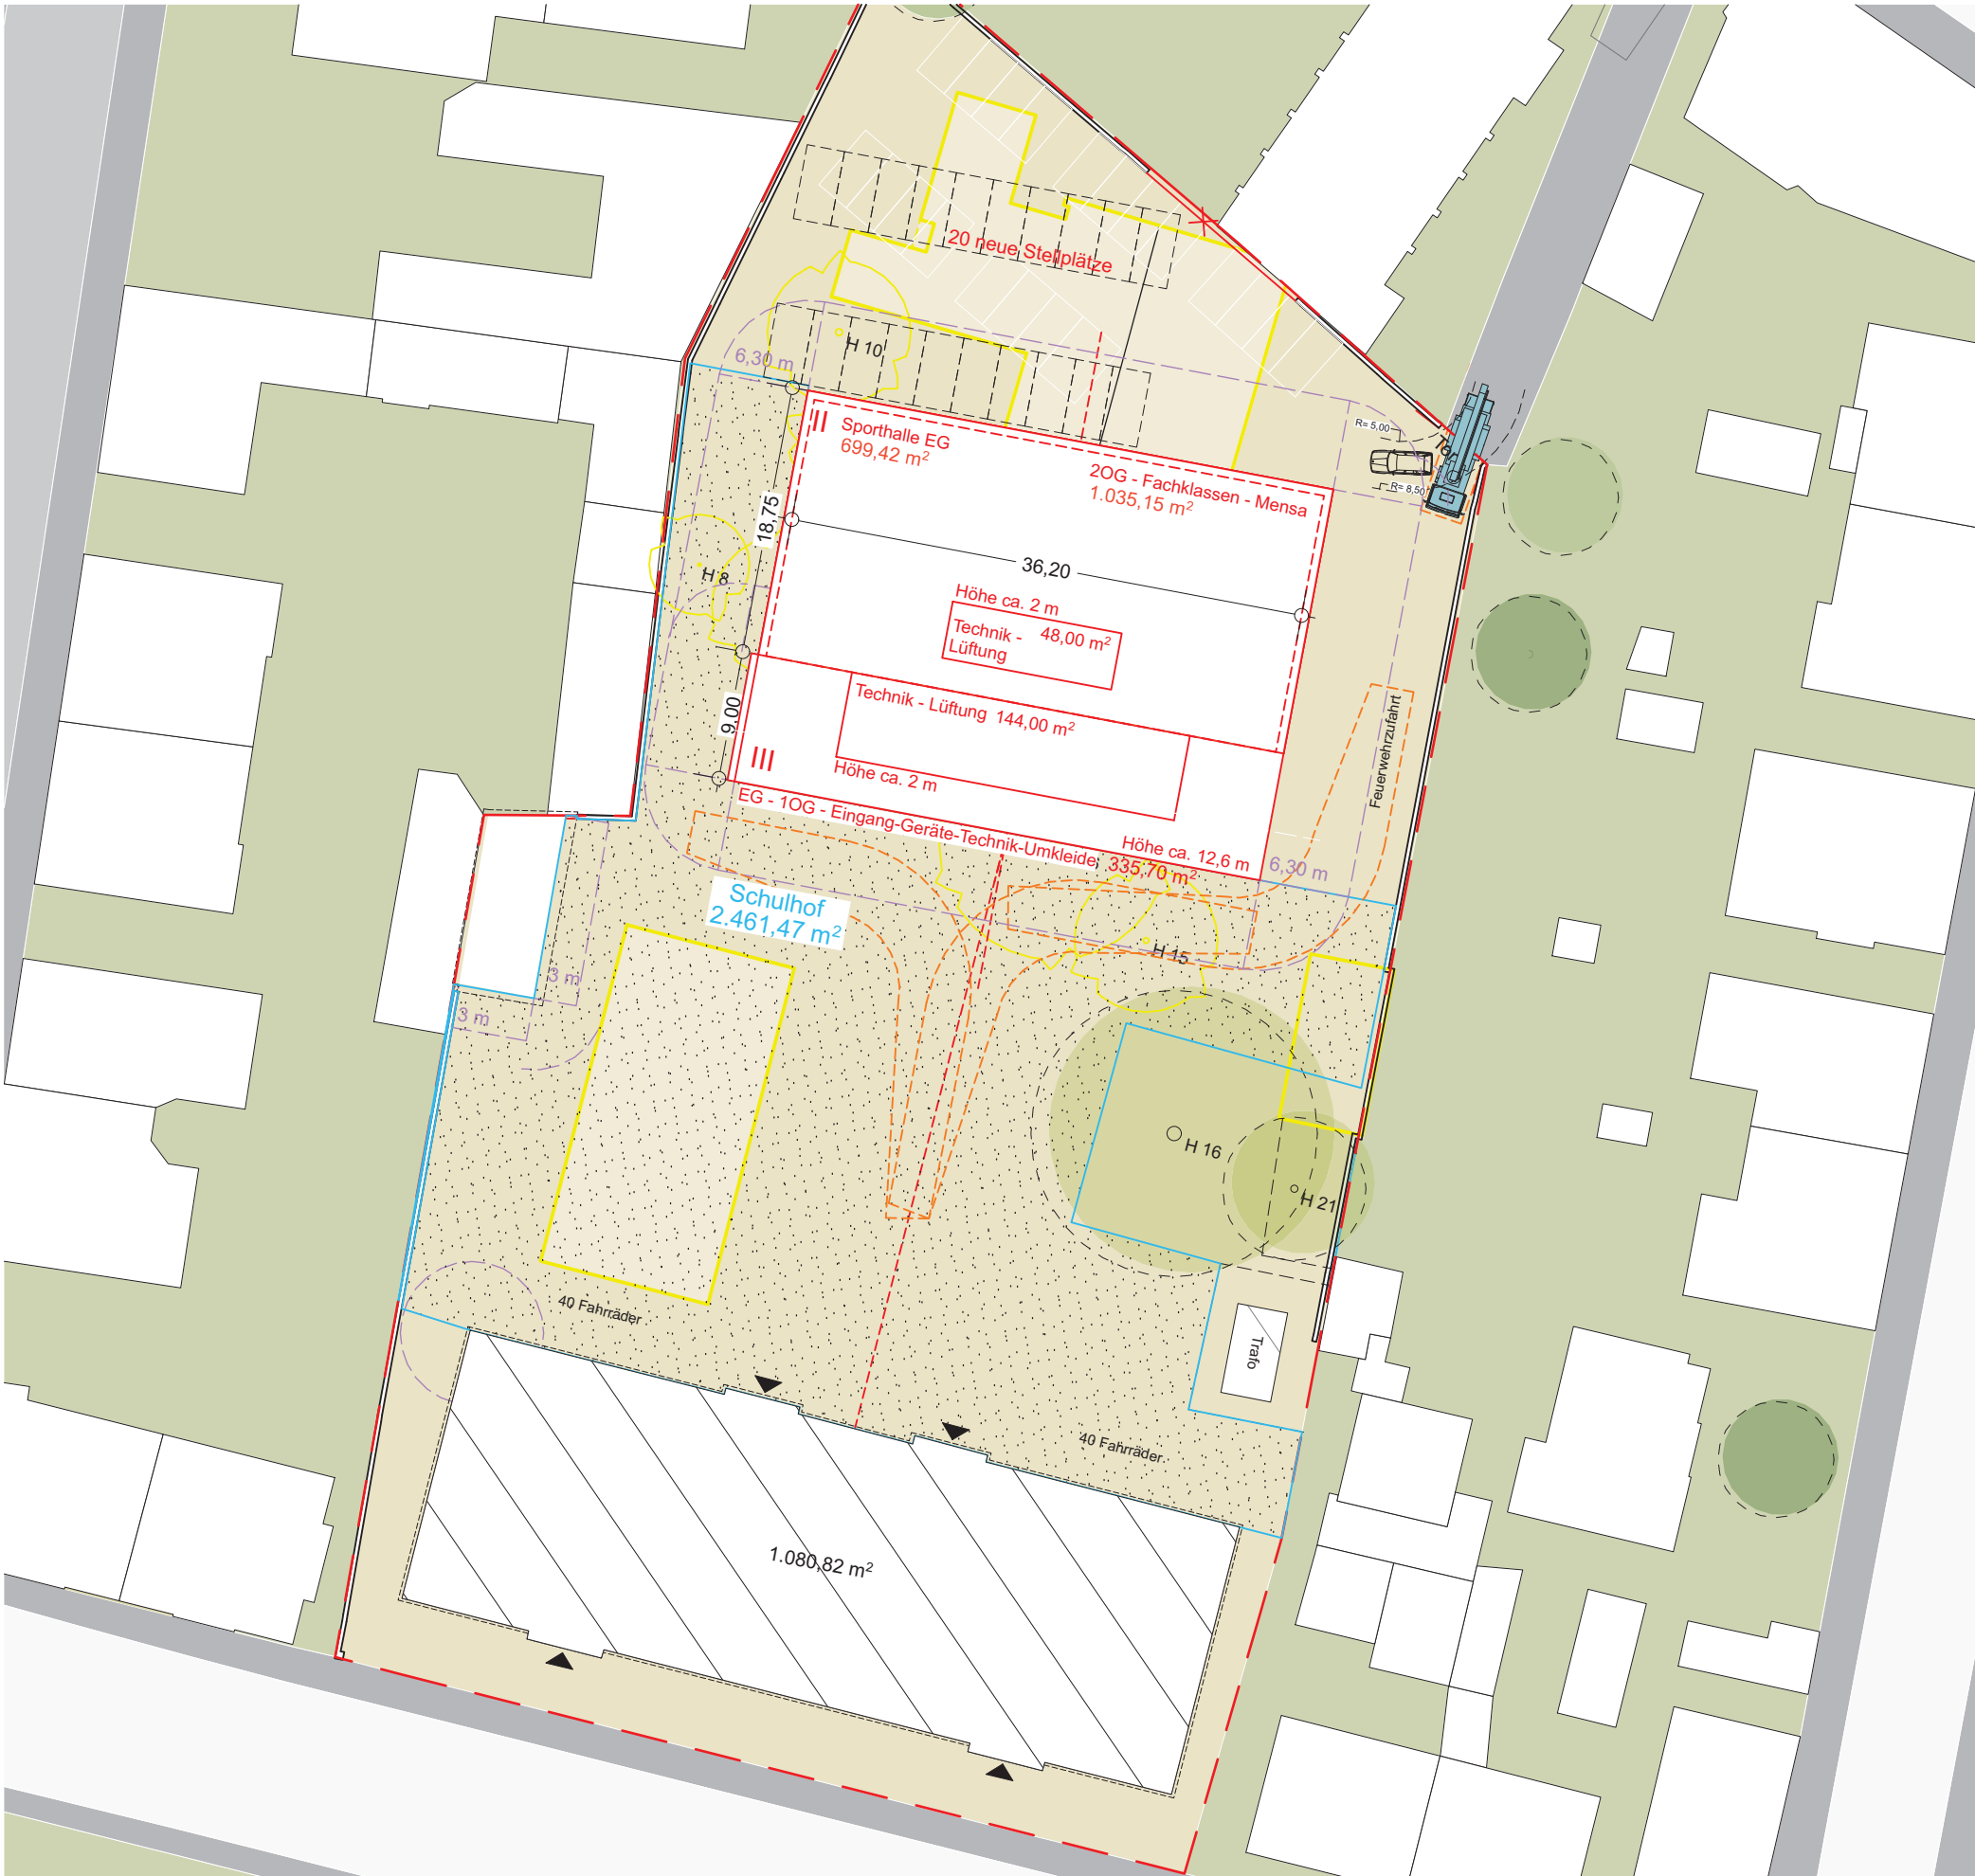 20 neue Stellplätze
H 10
6,30 m
R= 5,00
R= 8,50
II
Sporthalle EG
699,42 m²
2OG - Fachklassen - Mensa
1.035,15 m²
18,75
36,20
H 8
Höhe ca. 2 m
Technik -    48,00 m²
Lüftung
9,00
Technik - Lüftung  144,00 m²
III
Höhe ca. 2 m
Feuerwehrzufahrt
EG - 1OG - Eingang-Geräte-Technik-Umkleide
335,70 m²
Höhe ca. 12,6 m
6,30 m
Schulhof
2.461,47 m²
H 15
3 m
3 m
H 16
H 21
40 Fahrräder
Trafo
40 Fahrräder
1.080,82 m²